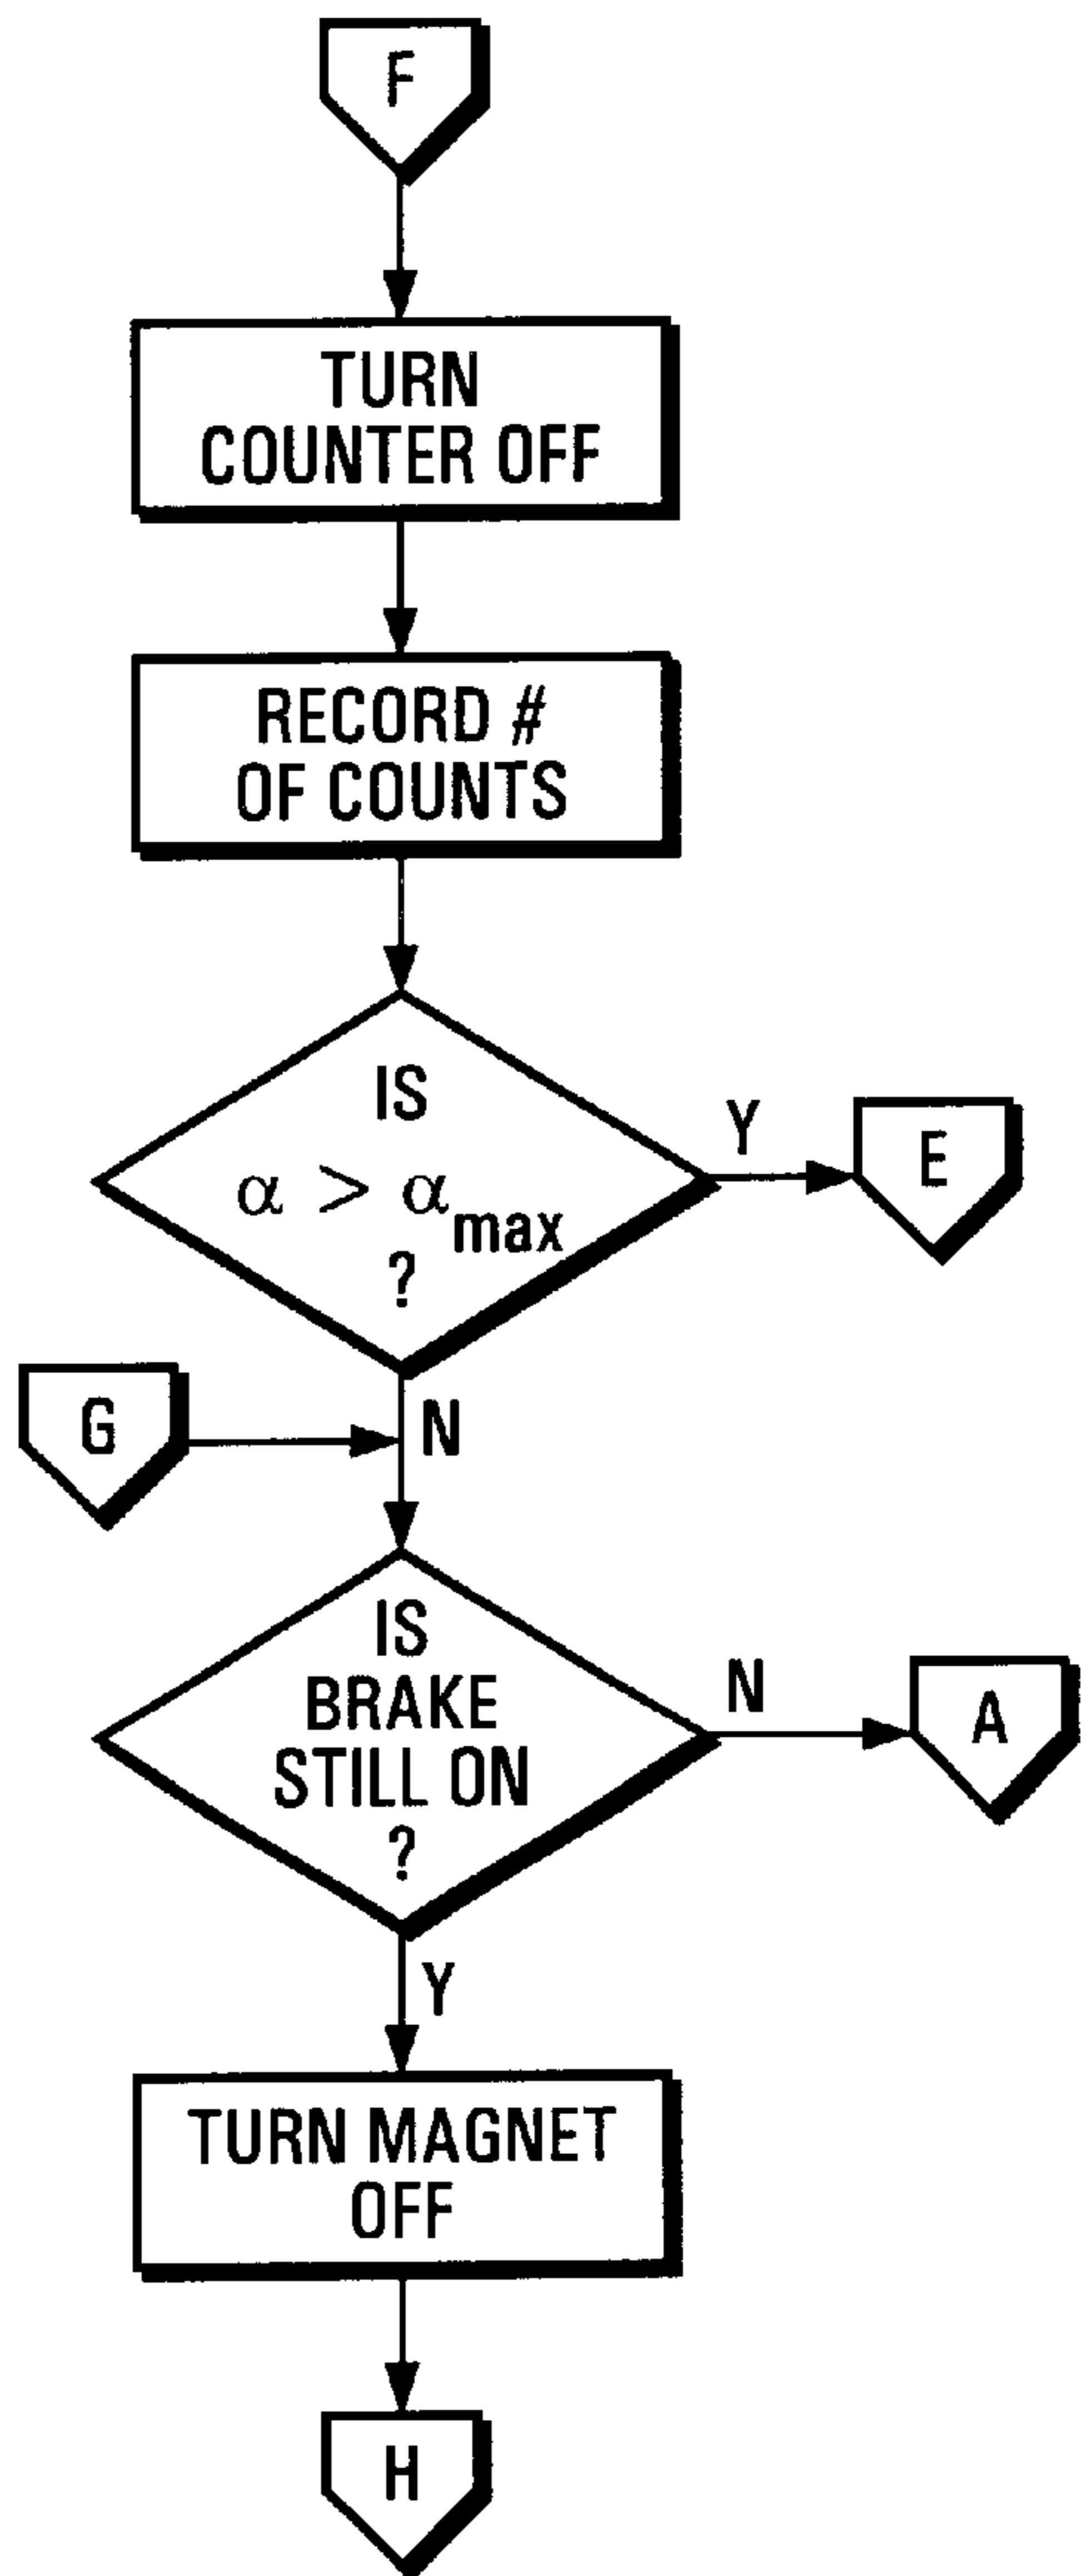 F
TURN
COUNTER OFF
RECORD #
OF COUNTS
IS
α > αmax
?
Y
E
G
N
IS
BRAKE
STILL ON
?
N
A
Y
TURN MAGNET
OFF
H